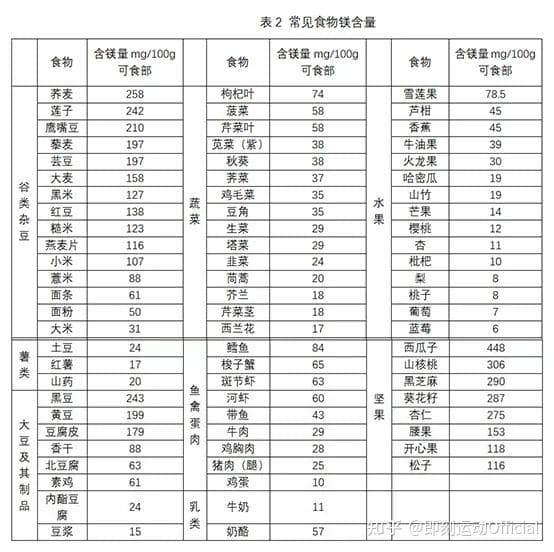 表2 常见食物镁含量
食物 含镁量 mg/100g 可食部 食物 含镁量 mg/100g 可食部 食物 含镁量 mg/100g 可食部
谷类杂豆 荞麦 258 蔬菜 枸杞叶 74 水果 雪莲果 78.5
莲子 242 菠菜 58 芦柑 45
鹰嘴豆 210 芹菜叶 58 香蕉 45
藜麦 197 苋菜（紫） 38 牛油果 39
芸豆 197 秋葵 38 火龙果 30
大麦 158 荠菜 37 哈密瓜 19
黑米 127 鸡毛菜 35 山竹 19
红豆 138 豆角 35 芒果 14
糙米 123 生菜 29 樱桃 12
燕麦片 116 塔菜 29 杏 11
小米 107 韭菜 24 枇杷 10
薏米 88 茼蒿 20 梨 8
面条 61 芥兰 18 桃子 8
面粉 50 芹菜茎 18 葡萄 7
大米 31 西兰花 17 蓝莓 6
薯类 土豆 24 鱼禽蛋肉 鳕鱼 84 坚果 西瓜子 448
红薯 17 梭子蟹 65 山核桃 306
山药 20 斑节虾 63 黑芝麻 290
大豆及其制品 黑豆 243 河虾 60 葵花籽 287
黄豆 199 带鱼 43 杏仁 275
豆腐皮 179 牛肉 29 腰果 153
香干 88 鸡胸肉 28 开心果 118
北豆腐 63 猪肉（腿） 25 松子 116
素鸡 61 鸡蛋 10
内酯豆腐 24 乳类 牛奶 11
豆浆 15 奶酪 57
知乎 @即刻运动Official